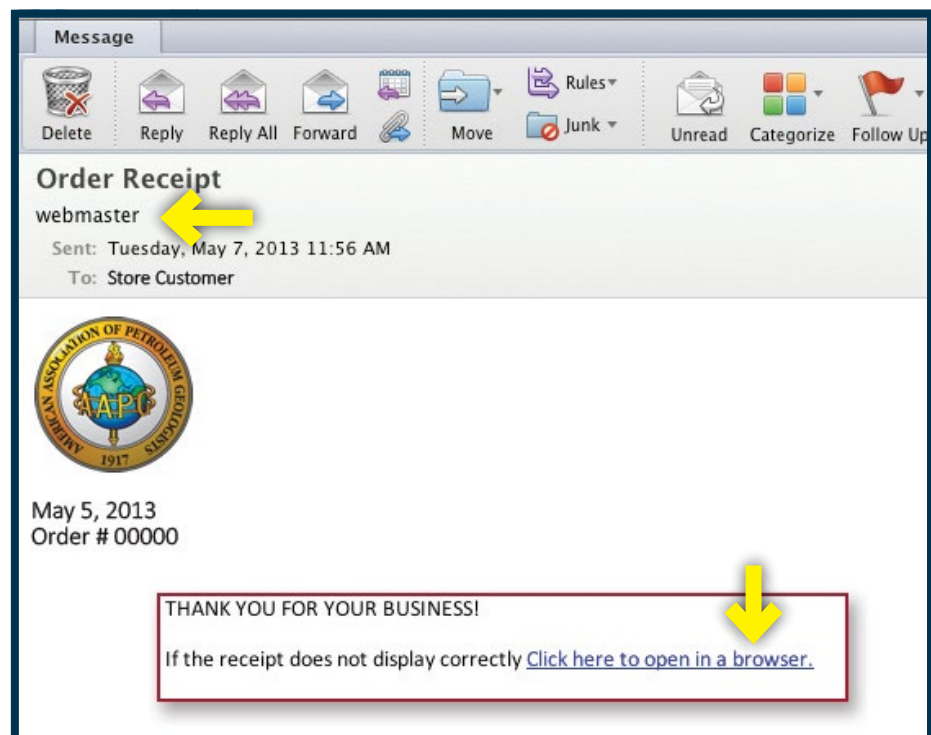 Message
Delete Reply Reply All Forward Move Rules Junk Unread Categorize Follow Up
Order Receipt
webmaster
Sent: Tuesday, May 7, 2013 11:56 AM
To: Store Customer
AMERICAN ASSOCIATION OF PETROLEUM GEOLOGISTS
AAPG
1917
May 5, 2013
Order # 00000
THANK YOU FOR YOUR BUSINESS!
If the receipt does not display correctly Click here to open in a browser.